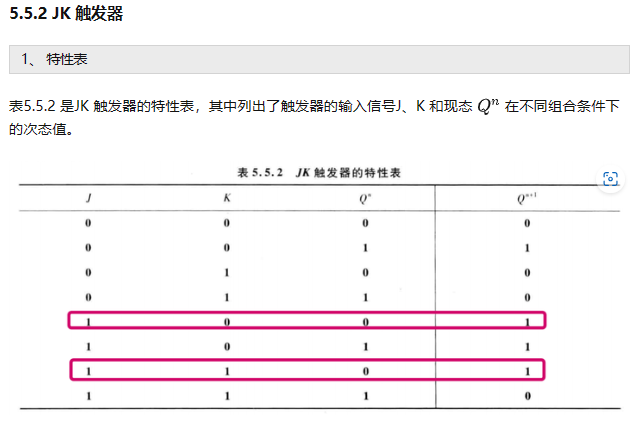 5.5.2 JK 触发器
1、 特性表
表5.5.2 是JK 触发器的特性表，其中列出了触发器的输入信号J、K 和现态 Qⁿ 在不同组合条件下
的次态值。
表 5.5.2 JK 触发器的特性表
J K Qⁿ Qⁿ⁺¹
0 0 0 0
0 0 1 1
0 1 0 0
0 1 1 0
1 0 0 1
1 0 1 1
1 1 0 1
1 1 1 0